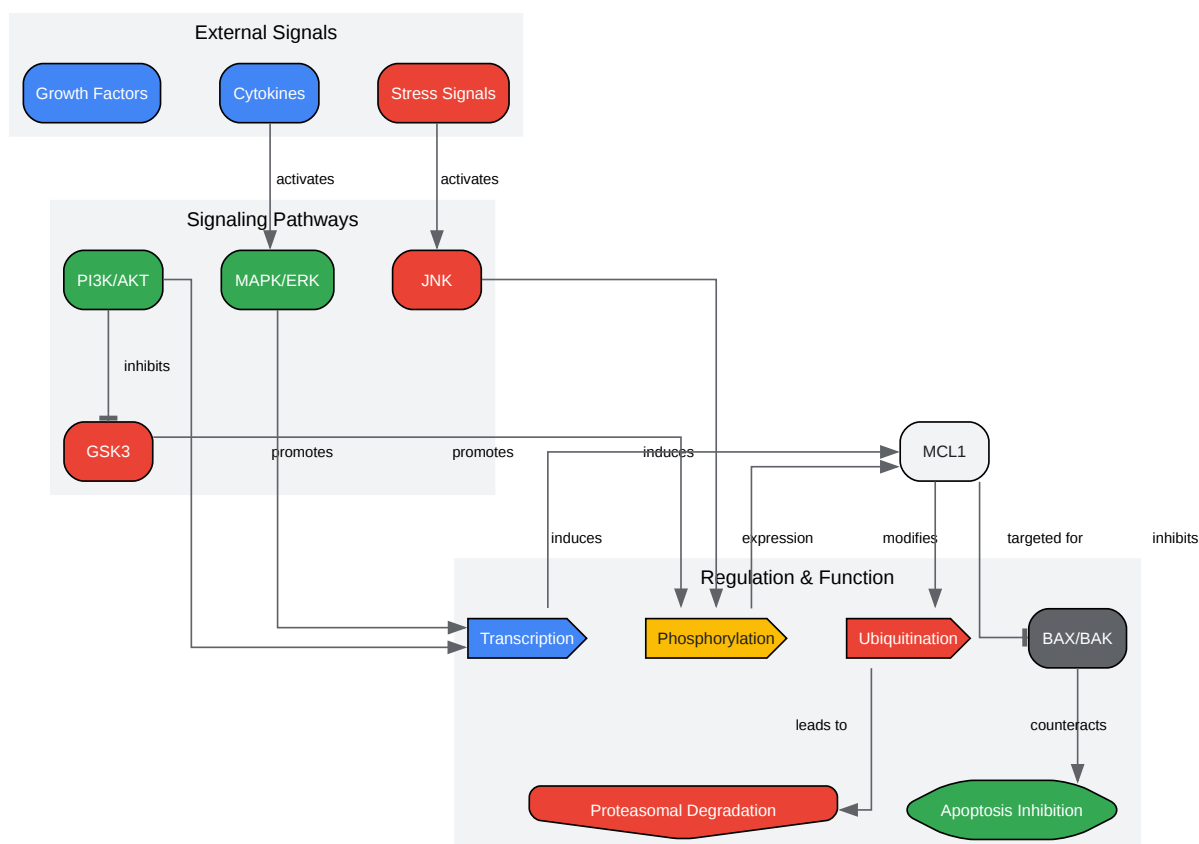 External Signals
Growth Factors
Cytokines
Stress Signals
activates
activates
Signaling Pathways
PI3K/AKT
MAPK/ERK
JNK
inhibits
GSK3
promotes
promotes
induces
MCL1
induces
expression
modifies
targeted for
inhibits
Regulation & Function
Transcription
Phosphorylation
Ubiquitination
BAX/BAK
leads to
counteracts
Proteasomal Degradation
Apoptosis Inhibition